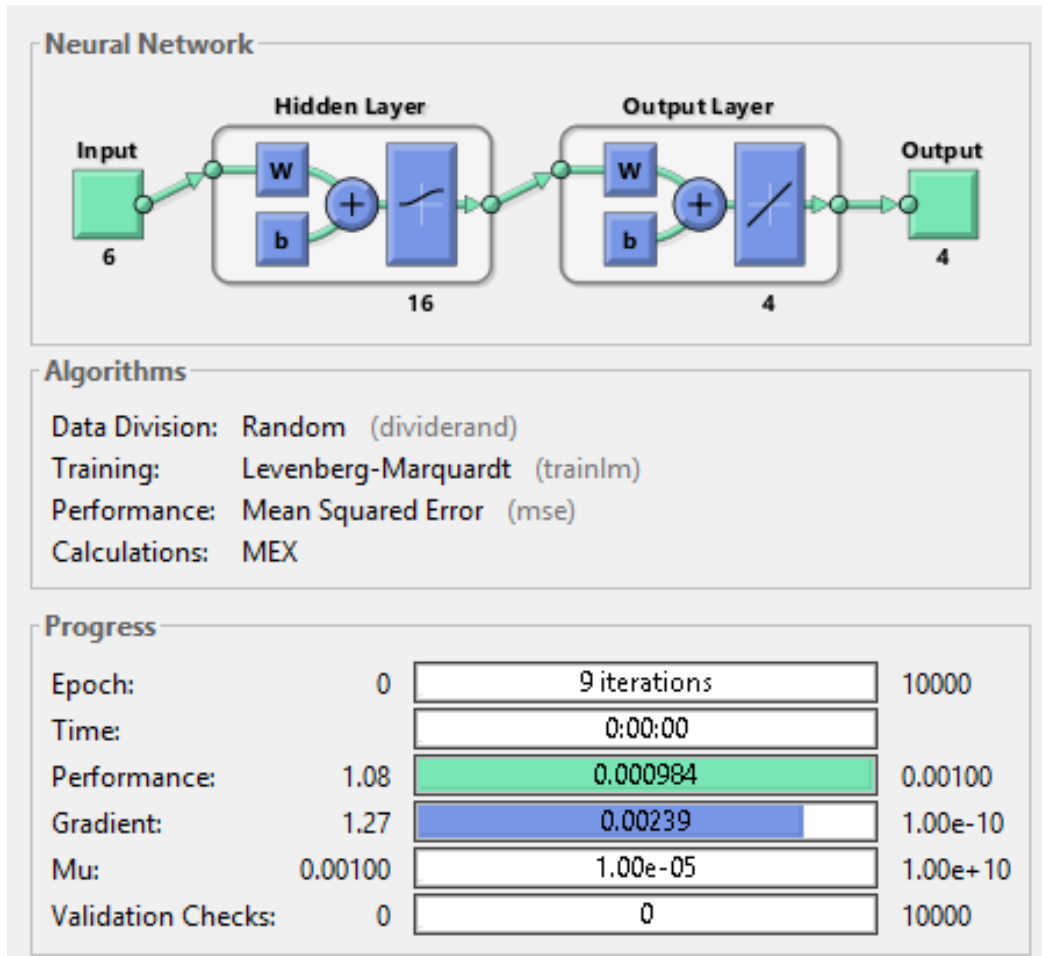 Neural Network
Hidden Layer
Output Layer
Input
Output
W
W
+
+
b
b
6
4
16
4
Algorithms
Data Division: Random (dividerand)
Training: Levenberg-Marquardt (trainlm)
Performance: Mean Squared Error (mse)
Calculations: MEX
Progress
Epoch: 0 9 iterations 10000
Time: 0:00:00
Performance: 1.08 0.000984 0.00100
Gradient: 1.27 0.00239 1.00e-10
Mu: 0.00100 1.00e-05 1.00e+10
Validation Checks: 0 0 10000